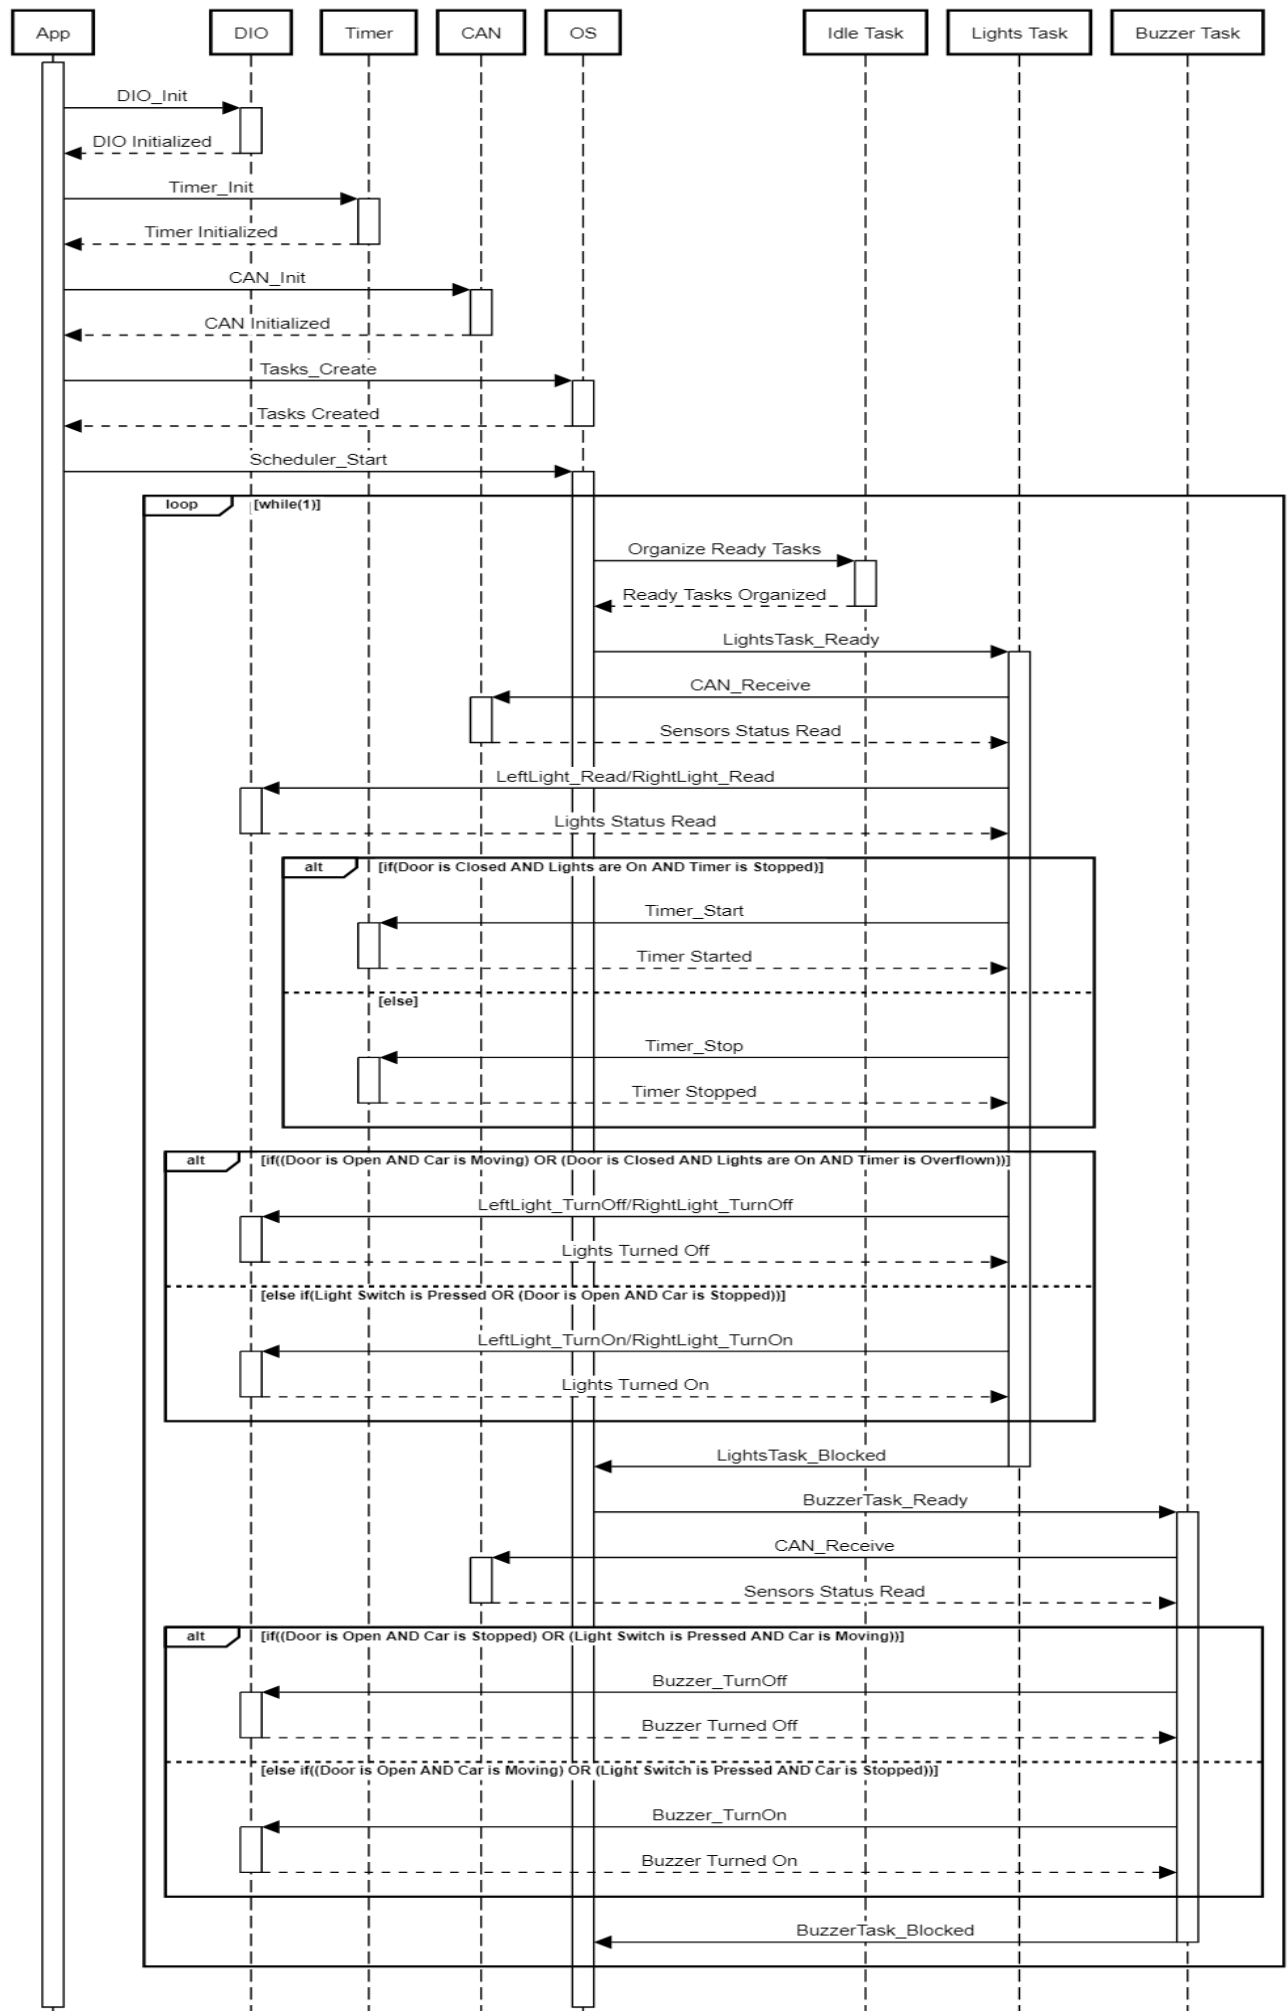 App DIO Timer CAN OS Idle Task Lights Task Buzzer Task
DIO_Init
DIO Initialized
Timer_Init
Timer Initialized
CAN_Init
CAN Initialized
Tasks_Create
Tasks Created
Scheduler_Start
loop [while(1)]
Organize Ready Tasks
Ready Tasks Organized
LightsTask_Ready
CAN_Receive
Sensors Status Read
LeftLight_Read/RightLight_Read
Lights Status Read
alt [if(Door is Closed AND Lights are On AND Timer is Stopped)]
Timer_Start
Timer Started
[else]
Timer_Stop
Timer Stopped
alt [if((Door is Open AND Car is Moving) OR (Door is Closed AND Lights are On AND Timer is Overflown))]
LeftLight_TurnOff/RightLight_TurnOff
Lights Turned Off
[else if(Light Switch is Pressed OR (Door is Open AND Car is Stopped))]
LeftLight_TurnOn/RightLight_TurnOn
Lights Turned On
LightsTask_Blocked
BuzzerTask_Ready
CAN_Receive
Sensors Status Read
alt [if((Door is Open AND Car is Stopped) OR (Light Switch is Pressed AND Car is Moving))]
Buzzer_TurnOff
Buzzer Turned Off
[else if((Door is Open AND Car is Moving) OR (Light Switch is Pressed AND Car is Stopped))]
Buzzer_TurnOn
Buzzer Turned On
BuzzerTask_Blocked